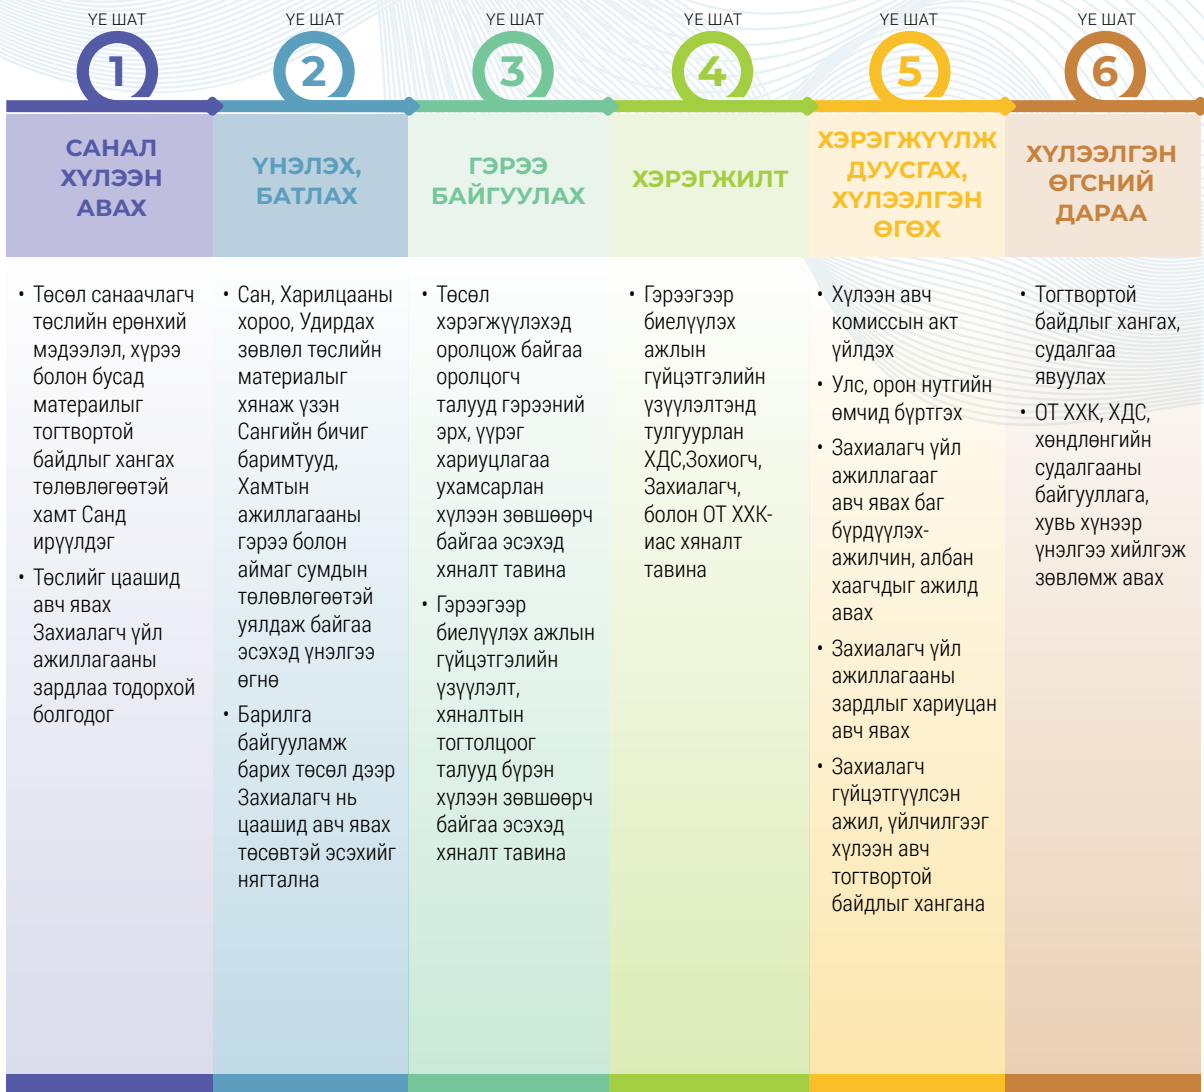 ҮЕ ШАТ
1
САНАЛ
ХҮЛЭЭН
АВАХ
• Төсөл санаачлагч
төслийн ерөнхий
мэдээлэл, хүрээ
болон бусад
матераилыг
тогтвортой
байдлыг хангах
төлөвлөгөөтэй
хамт Санд
ирүүлдэг
• Төслийг цаашид
авч явах
Захиалагч үйл
ажиллагааны
зардлаа тодорхой
болгодог
ҮЕ ШАТ
2
ҮНЭЛЭХ,
БАТЛАХ
• Сан, Харилцааны
хороо, Удирдах
зөвлөл төслийн
материалыг
хянаж үзэн
Сангийн бичиг
баримтууд,
Хамтын
ажиллагааны
гэрээ болон
аймаг сумдын
төлөвлөгөөтэй
уялдаж байгаа
эсэхэд үнэлгээ
өгнө
• Барилга
байгууламж
барих төсөл дээр
Захиалагч нь
цаашид авч явах
төсөвтэй эсэхийг
нягтална
ҮЕ ШАТ
3
ГЭРЭЭ
БАЙГУУЛАХ
• Төсөл
хэрэгжүүлэхэд
оролцож байгаа
оролцогч
талууд гэрээний
эрх, үүрэг
хариуцлагаа
ухамсарлан
хүлээн зөвшөөрч
байгаа эсэхэд
хяналт тавина
• Гэрээгээр
биелүүлэх ажлын
гүйцэтгэлийн
үзүүлэлт,
хяналтын
тогтолцоог
талууд бүрэн
хүлээн зөвшөөрч
байгаа эсэхэд
хяналт тавина
ҮЕ ШАТ
4
ХЭРЭГЖИЛТ
• Гэрээгээр
биелүүлэх
ажлын
гүйцэтгэлийн
үзүүлэлтэнд
тулгуурлан
ХДС,Зохиогч,
Захиалагч,
болон ОТ ХХК-
иас хяналт
тавина
ҮЕ ШАТ
5
ХЭРЭГЖҮҮЛЖ
ДУУСГАХ,
ХҮЛЭЭЛГЭН
ӨГӨХ
• Хүлээн авч
комиссын акт
үйлдэх
• Улс, орон нутгийн
өмчид бүртгэх
• Захиалагч үйл
ажиллагааг
авч явах баг
бүрдүүлэх-
ажилчин, албан
хаагчдыг ажилд
авах
• Захиалагч үйл
ажиллагааны
зардлыг хариуцан
авч явах
• Захиалагч
гүйцэтгүүлсэн
ажил, үйлчилгээг
хүлээн авч
тогтвортой
байдлыг хангана
ҮЕ ШАТ
6
ХҮЛЭЭЛГЭН
ӨГСНИЙ
ДАРАА
• Тогтвортой
байдлыг хангах,
судалгаа
явуулах
• ОТ ХХК, ХДС,
хөндлөнгийн
судалгааны
байгууллага,
хувь хүнээр
үнэлгээ хийлгэж
зөвлөмж авах